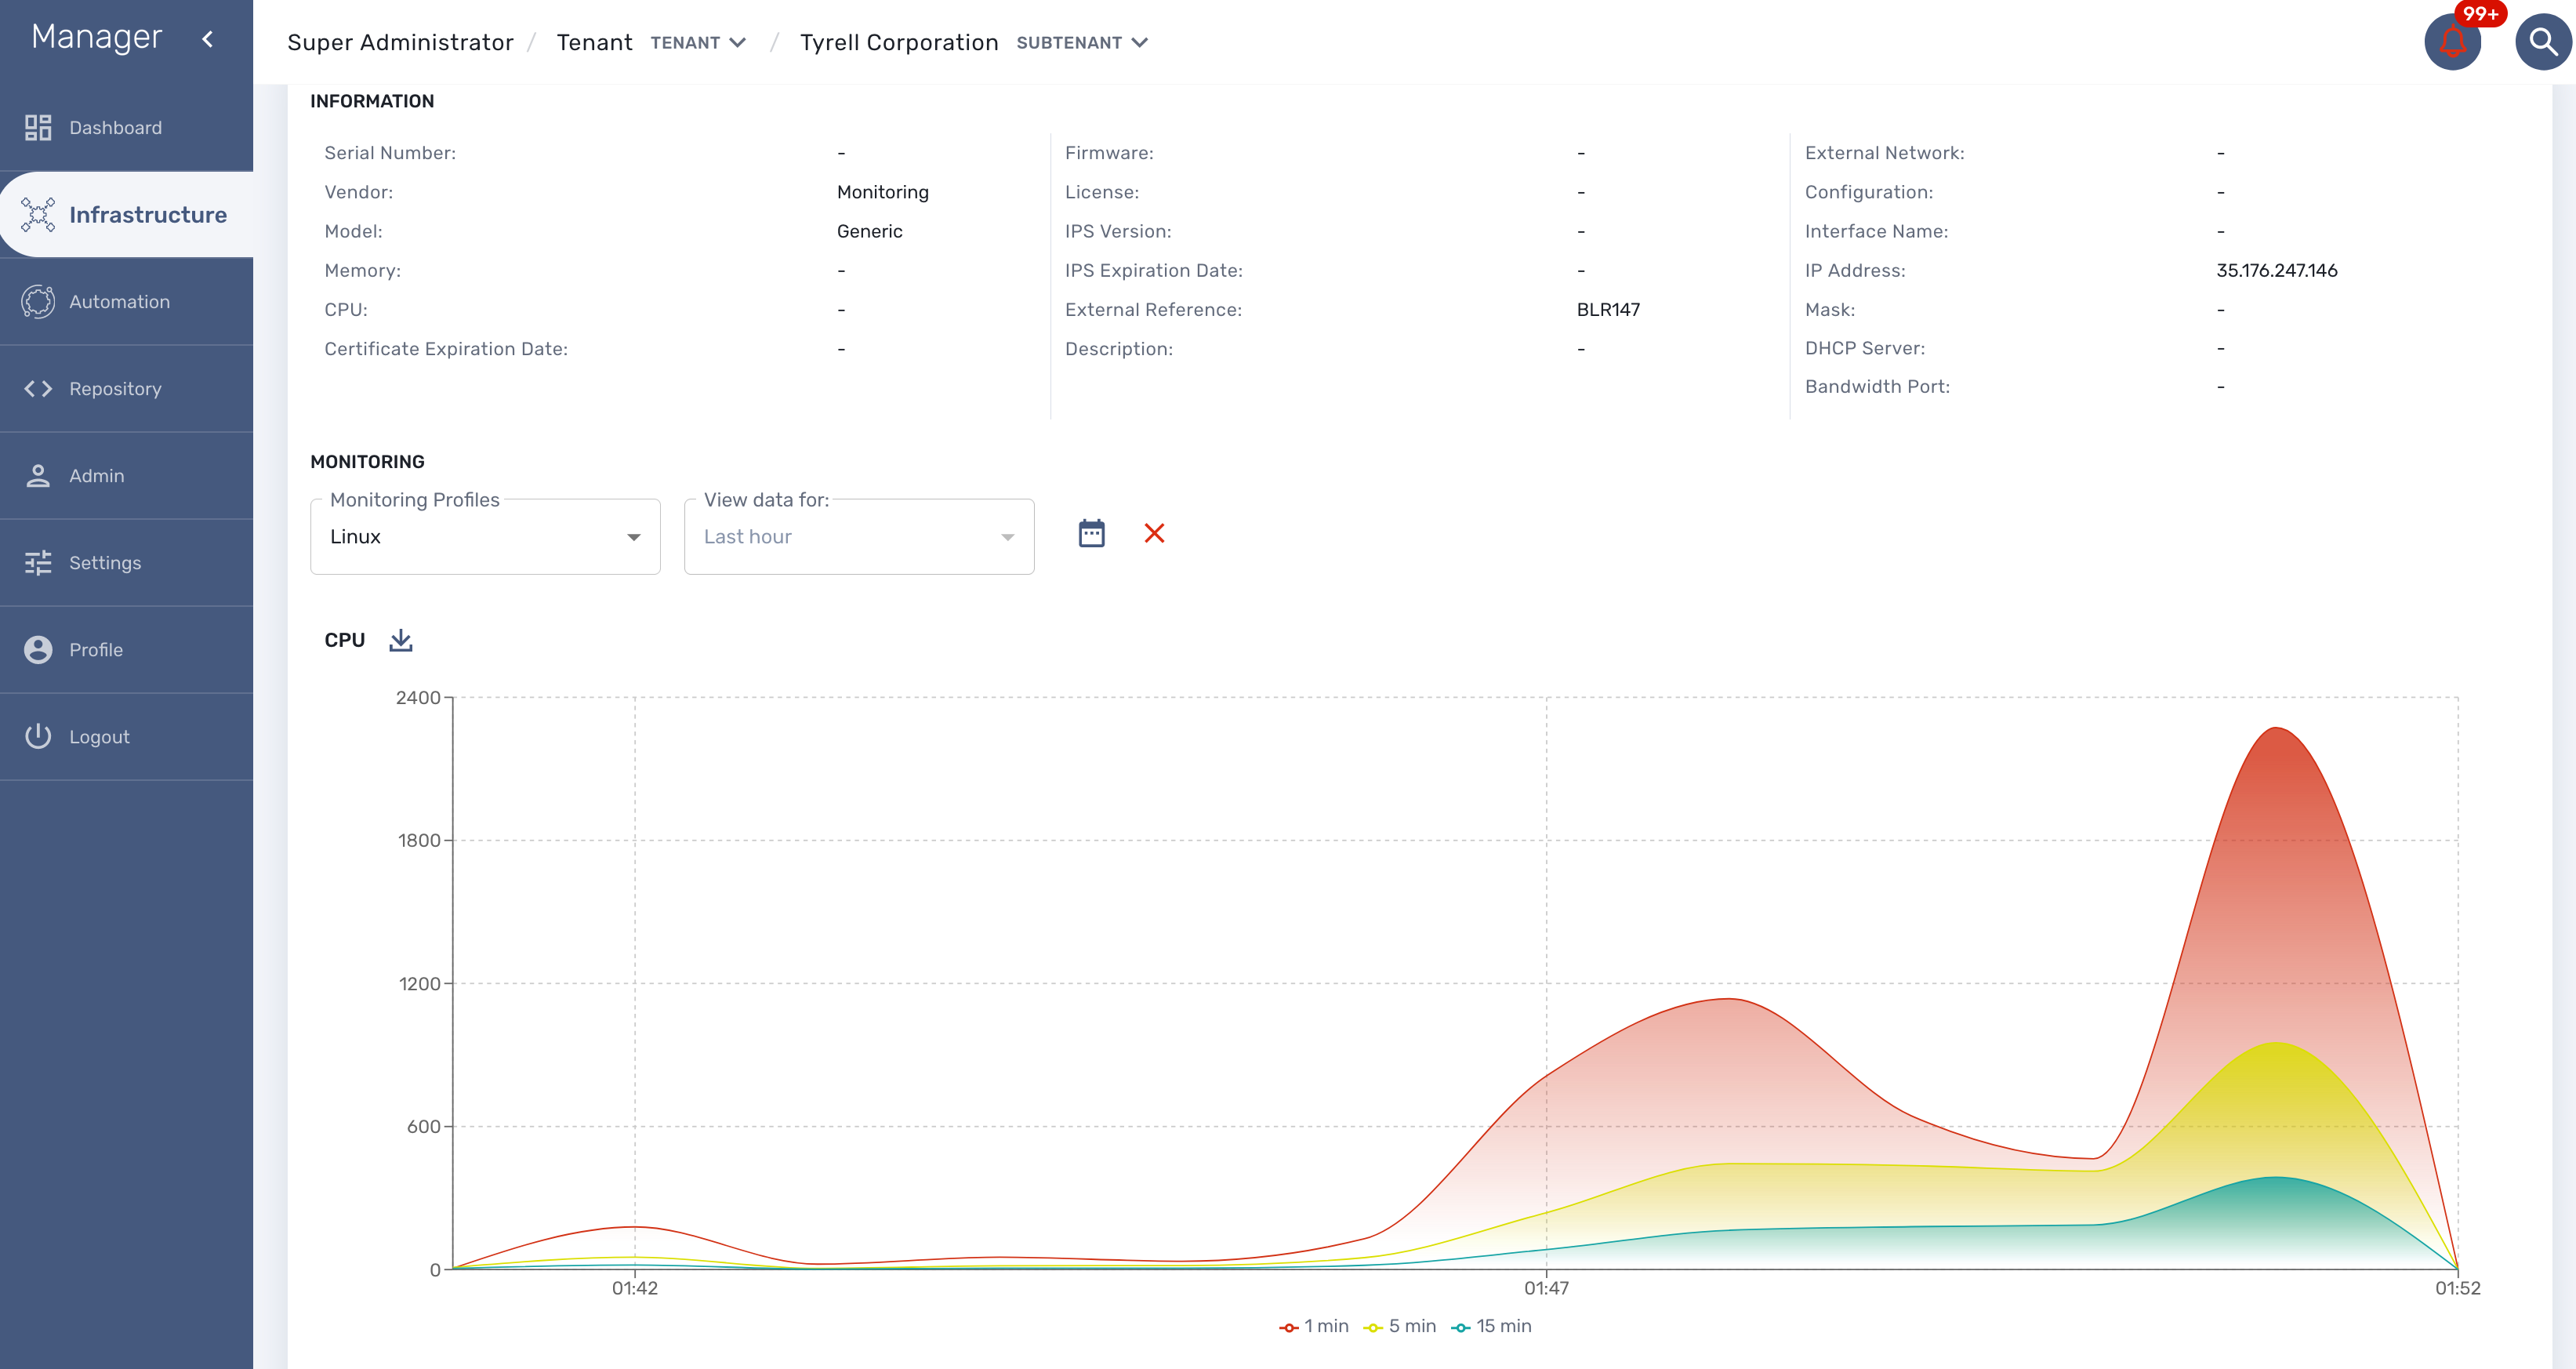 Manager
Super Administrator / Tenant TENANT / Tyrell Corporation SUBTENANT
99+
Dashboard
Infrastructure
Automation
Repository
Admin
Settings
Profile
Logout
INFORMATION
Serial Number: -
Vendor: Monitoring
Model: Generic
Memory: -
CPU: -
Certificate Expiration Date: -
Firmware: -
License: -
IPS Version: -
IPS Expiration Date: -
External Reference: BLR147
Description: -
External Network: -
Configuration: -
Interface Name: -
IP Address: 35.176.247.146
Mask: -
DHCP Server: -
Bandwidth Port: -
MONITORING
Monitoring Profiles
Linux
View data for:
Last hour
CPU
2400
1800
1200
600
0
01:42 01:47 01:52
1 min 5 min 15 min